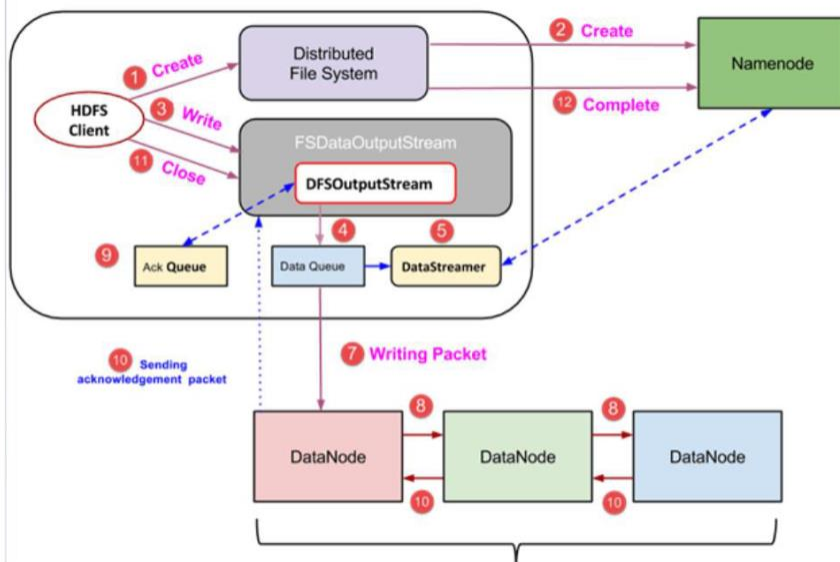 1 Create
Distributed
File System
2 Create
Namenode
12 Complete
HDFS
Client
3 Write
11 Close
FSDataOutputStream
DFSOutputStream
9
Ack Queue
4
Data Queue
5
DataStreamer
7 Writing Packet
10 Sending
acknowledgement packet
8
8
DataNode
DataNode
DataNode
10
10